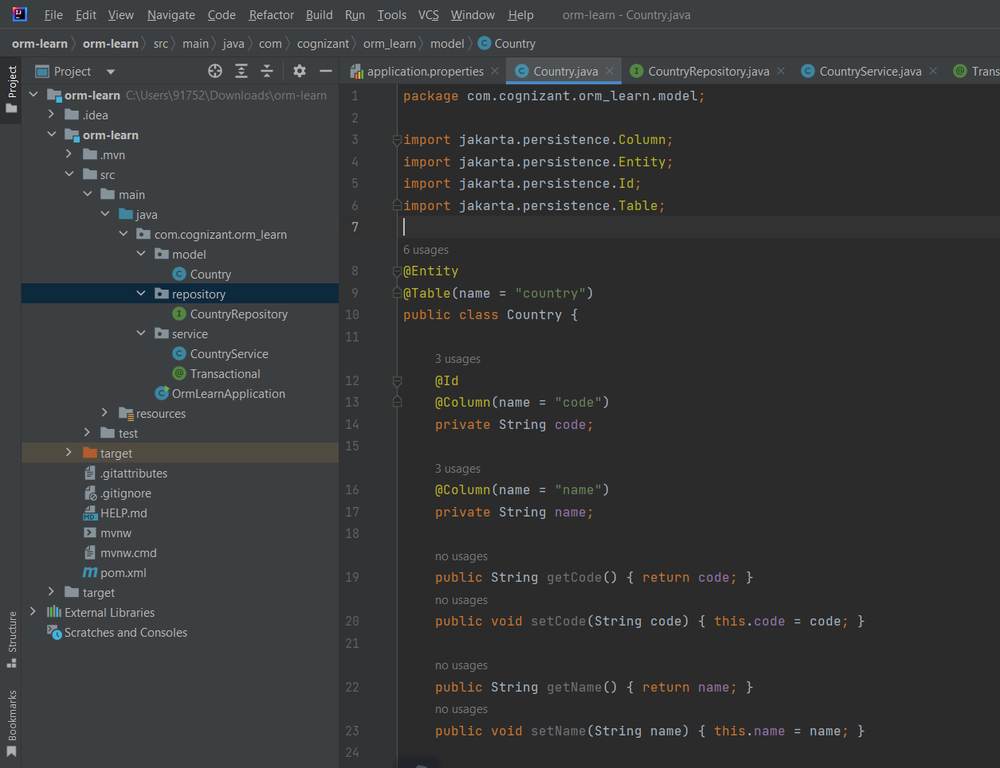 File Edit View Navigate Code Refactor Build Run Tools VCS Window Help orm-learn - Country.java
orm-learn orm-learn src main java com cognizant orm_learn model Country
Project
Project
application.properties Country.java CountryRepository.java CountryService.java Trans
orm-learn C:\Users\91752\Downloads\orm-learn
.idea
orm-learn
.mvn
src
main
java
com.cognizant.orm_learn
model
Country
repository
CountryRepository
service
CountryService
Transactional
OrmLearnApplication
resources
test
target
.gitattributes
.gitignore
HELP.md
mvnw
mvnw.cmd
pom.xml
target
External Libraries
Scratches and Consoles
Structure
Bookmarks
1 package com.cognizant.orm_learn.model;
2
3 import jakarta.persistence.Column;
4 import jakarta.persistence.Entity;
5 import jakarta.persistence.Id;
6 import jakarta.persistence.Table;
7
6 usages
8 @Entity
9 @Table(name = "country")
10 public class Country {
11
3 usages
12 @Id
13 @Column(name = "code")
14 private String code;
15
3 usages
16 @Column(name = "name")
17 private String name;
18
no usages
19 public String getCode() { return code; }
no usages
20 public void setCode(String code) { this.code = code; }
21
no usages
22 public String getName() { return name; }
no usages
23 public void setName(String name) { this.name = name; }
24